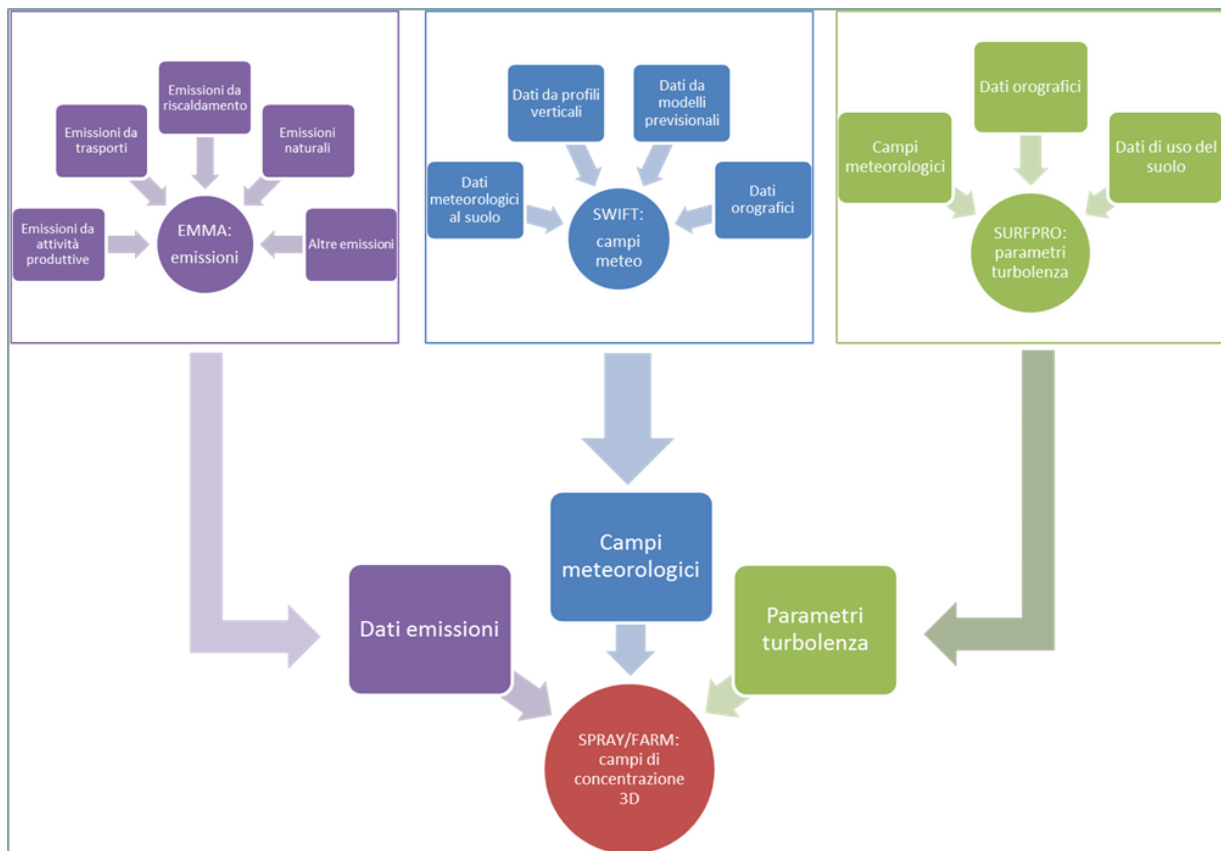 Emissioni da
riscaldamento
Emissioni da
trasporti
Emissioni
naturali
Emissioni da
attività
produttive
Altre emissioni
EMMA:
emissioni
Dati da profili
verticali
Dati da
modelli
previsionali
Dati
meteorologici
al suolo
Dati
orografici
SWIFT:
campi
meteo
Dati orografici
Campi
meteorologici
Dati di uso del
suolo
SURFPRO:
parametri
turbolenza
Campi
meteorologici
Dati emissioni
Parametri
turbolenza
SPRAY/FARM:
campi di
concentrazione
3D